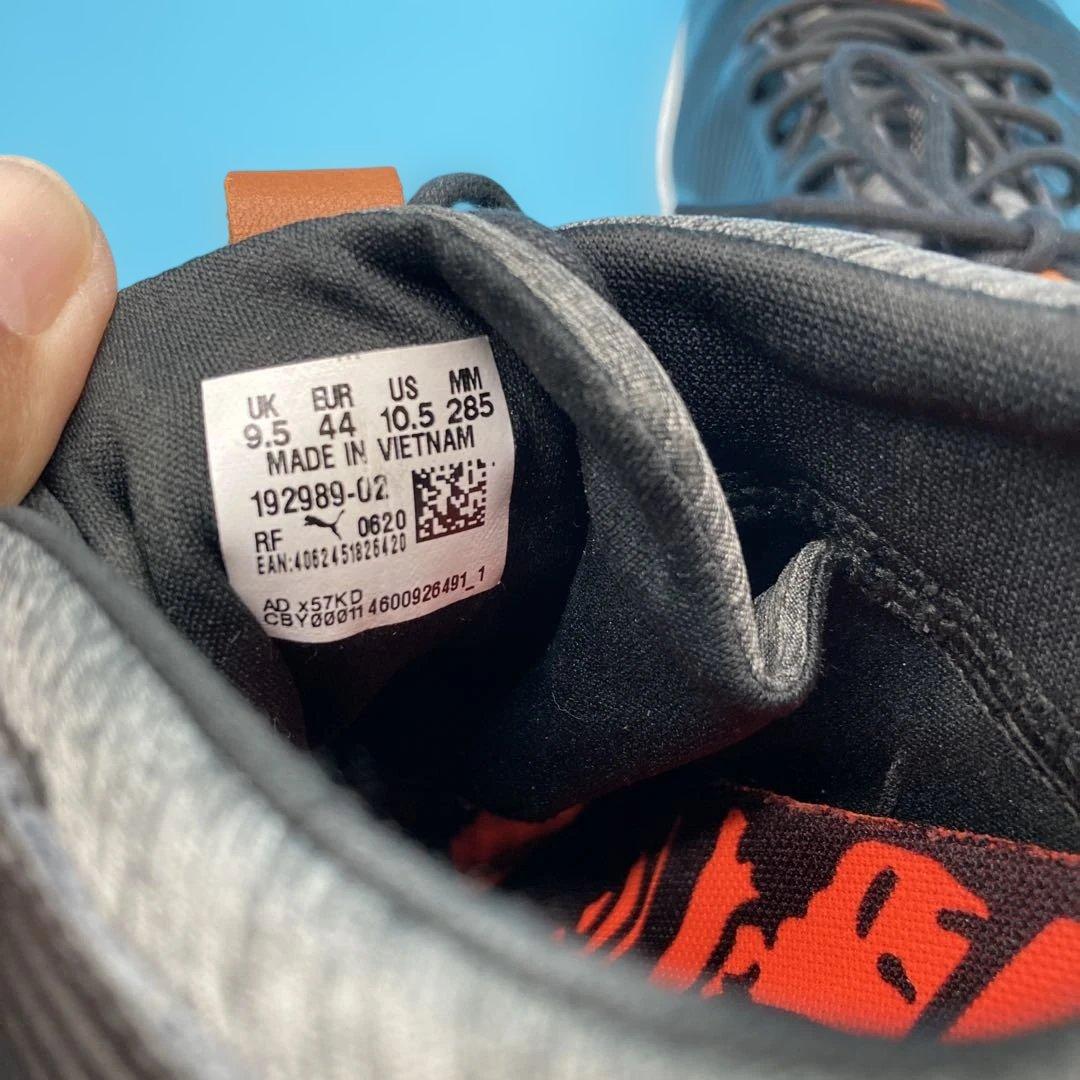 UK EUR US MM
9.5 44 10.5 285
MADE IN VIETNAM
192989-02
RF 0620
EAN:4062451826420
AD x57KD
CBY00011 4600926491_1